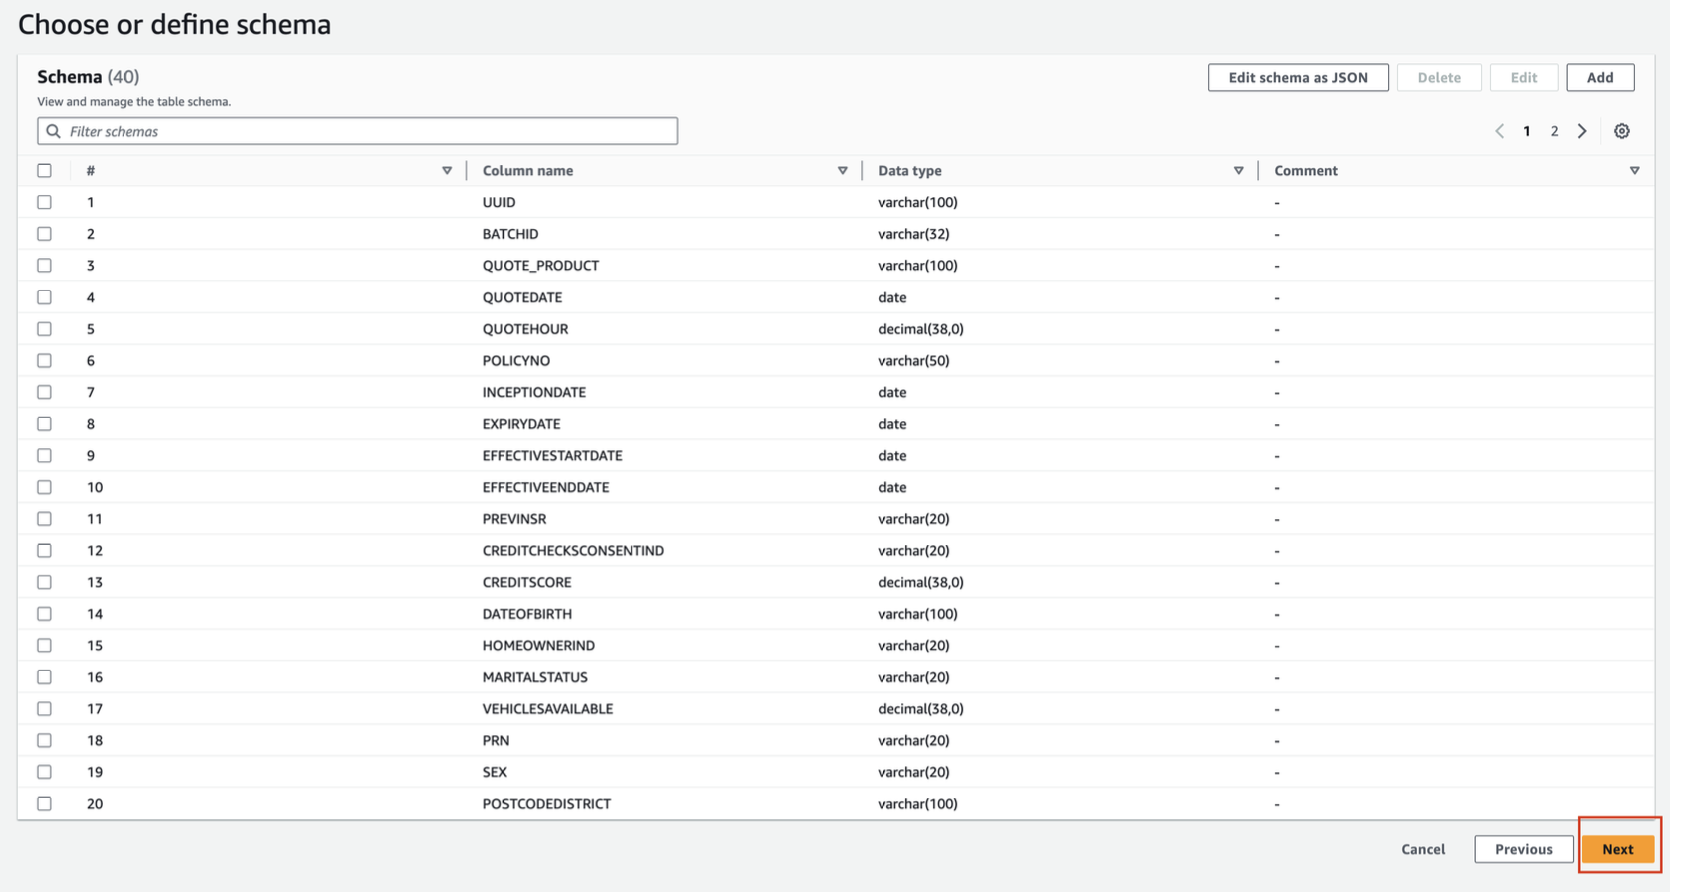 Choose or define schema
Schema (40)
Edit schema as JSON Delete Edit Add
View and manage the table schema.
Filter schemas
1 2
# Column name Data type Comment
1 UUID varchar(100) -
2 BATCHID varchar(32) -
3 QUOTE_PRODUCT varchar(100) -
4 QUOTEDATE date -
5 QUOTEHOUR decimal(38,0) -
6 POLICYNO varchar(50) -
7 INCEPTIONDATE date -
8 EXPIRYDATE date -
9 EFFECTIVESTARTDATE date -
10 EFFECTIVEENDDATE date -
11 PREVINSR varchar(20) -
12 CREDITCHECKSCONSENTIND varchar(20) -
13 CREDITSCORE decimal(38,0) -
14 DATEOFBIRTH varchar(100) -
15 HOMEOWNERIND varchar(20) -
16 MARITALSTATUS varchar(20) -
17 VEHICLESAVAILABLE decimal(38,0) -
18 PRN varchar(20) -
19 SEX varchar(20) -
20 POSTCODEDISTRICT varchar(100) -
Cancel Previous Next